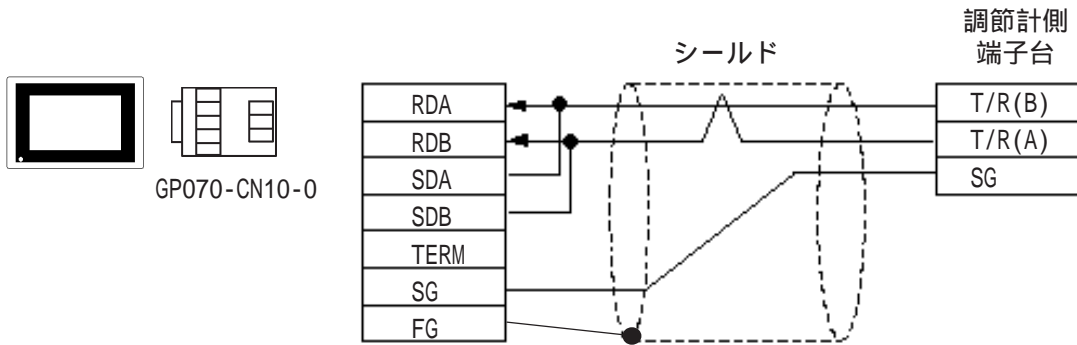 調節計側
端子台
シールド
GP070-CN10-O
RDA
RDB
SDA
SDB
TERM
SG
FG
T/R(B)
T/R(A)
SG